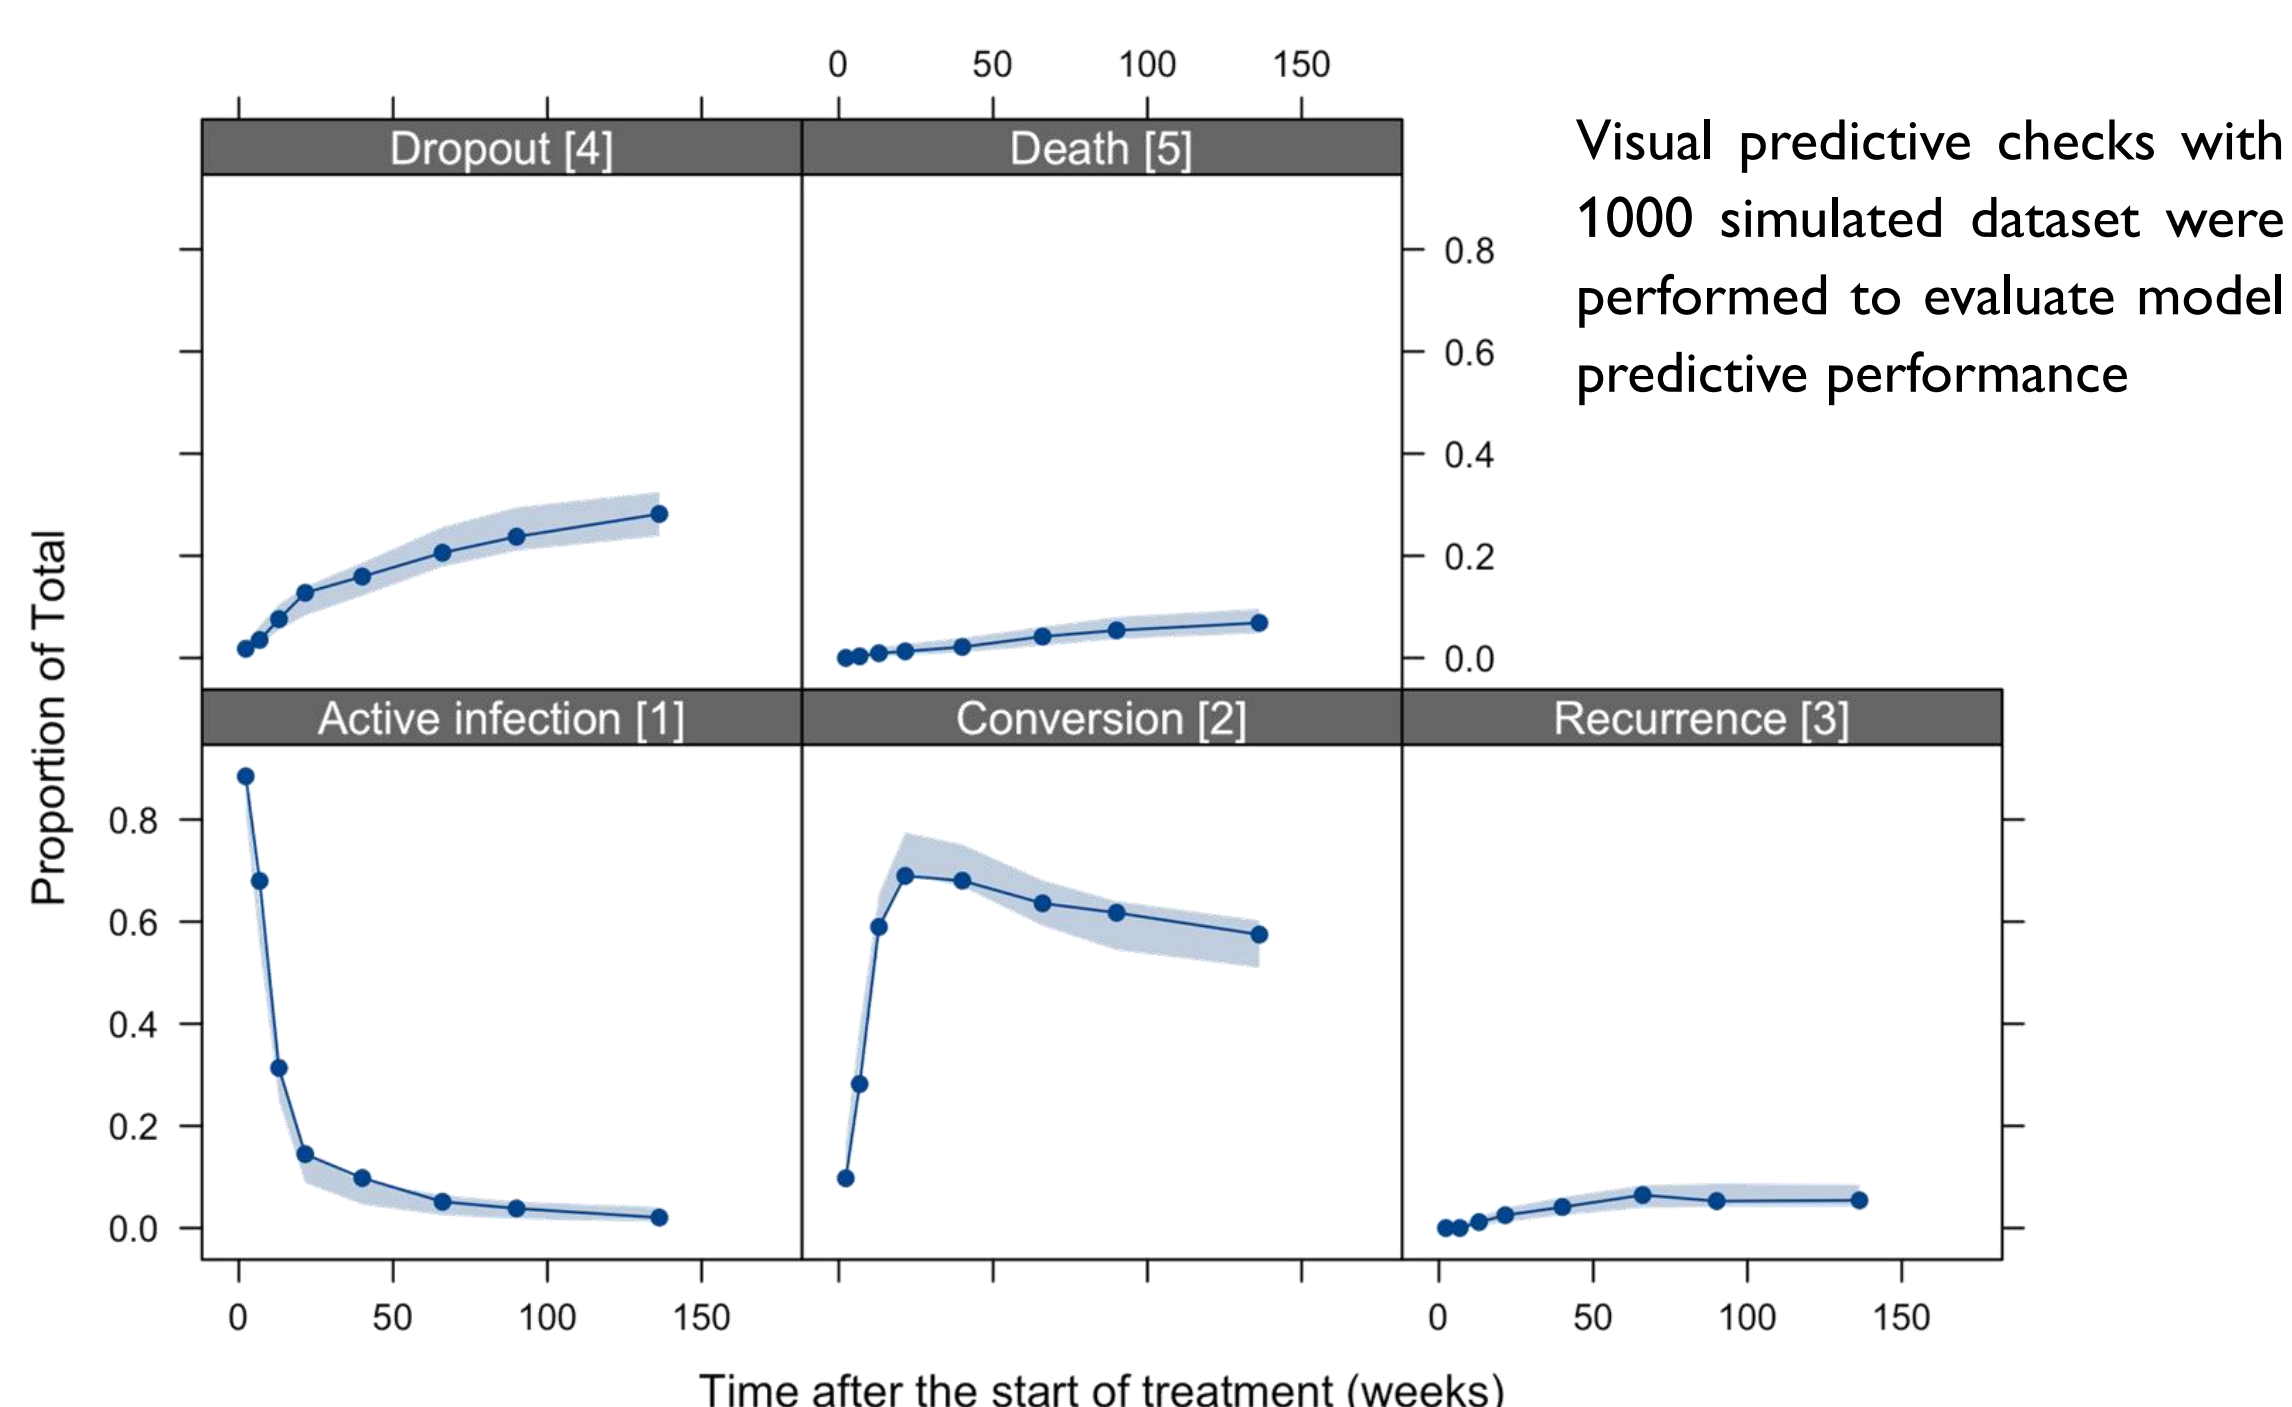 0 50 100 150
Dropout [4] Death [5]
Visual predictive checks with
1000 simulated dataset were
performed to evaluate model
predictive performance
0.8
0.6
0.4
0.2
0.0
Proportion of Total
Active infection [1] Conversion [2] Recurrence [3]
0.8
0.6
0.4
0.2
0.0
0 50 100 150 0 50 100 150
Time after the start of treatment (weeks)